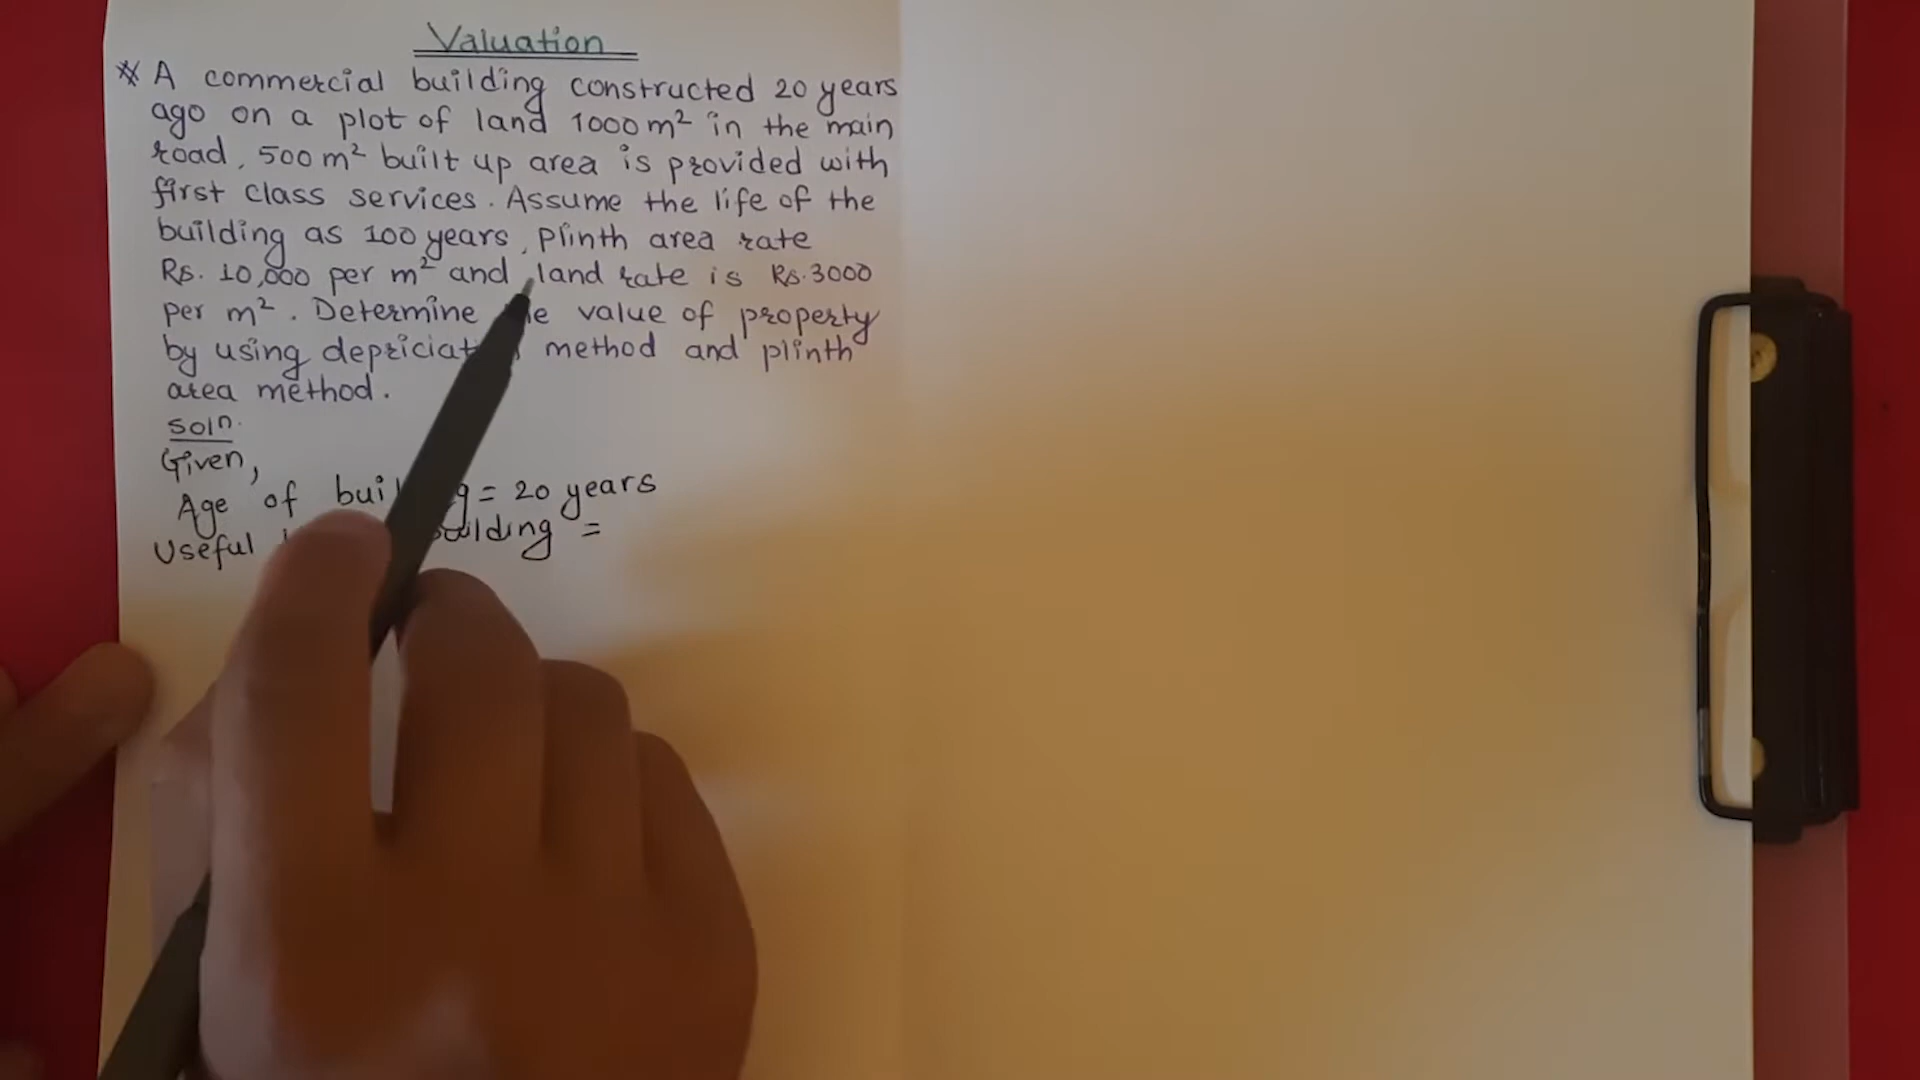 Valuation
* A commercial building constructed 20 years
ago on a plot of land 1000 m² in the main
road, 500 m² built up area is provided with
first class services. Assume the life of the
building as 100 years, Plinth area rate
Rs. 10,000 per m² and land rate is Rs. 3000
per m². Determine value of property
by using method and plinth
area method.
Soln.
Given,
Age of = 20 years
Useful building =